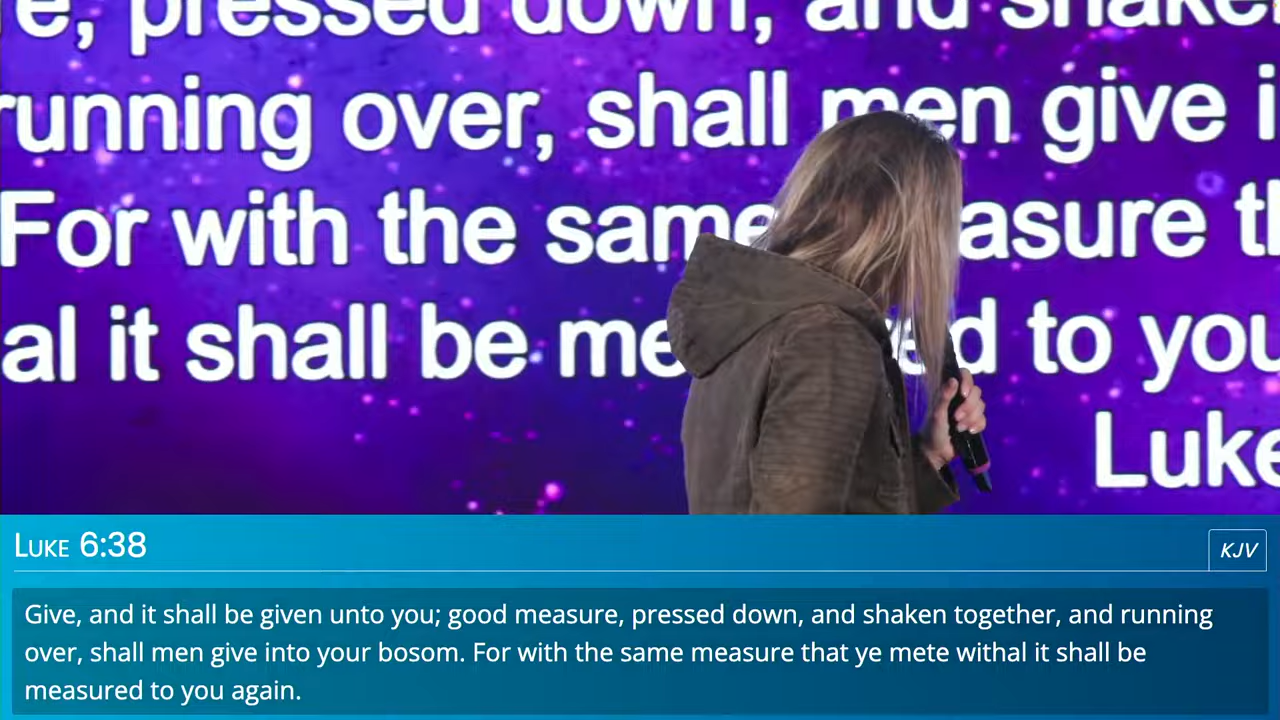 e, pressed down, and shake
running over, shall men give i
For with the same asure th
al it shall be me ed to you
Luke
Luke 6:38
KJV
Give, and it shall be given unto you; good measure, pressed down, and shaken together, and running
over, shall men give into your bosom. For with the same measure that ye mete withal it shall be
measured to you again.